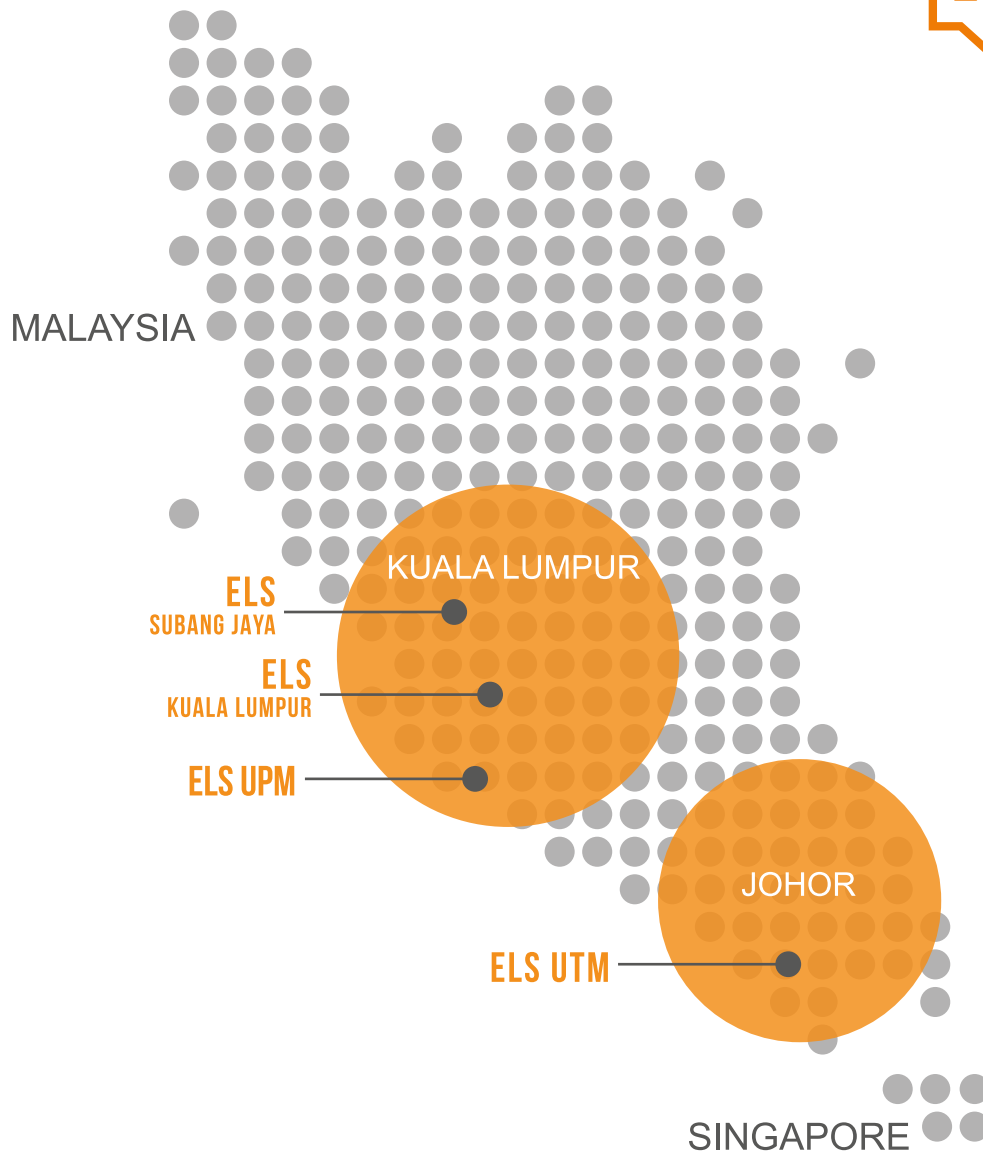 MALAYSIA
KUALA LUMPUR
ELS
SUBANG JAYA
ELS
KUALA LUMPUR
ELS UPM
JOHOR
ELS UTM
SINGAPORE